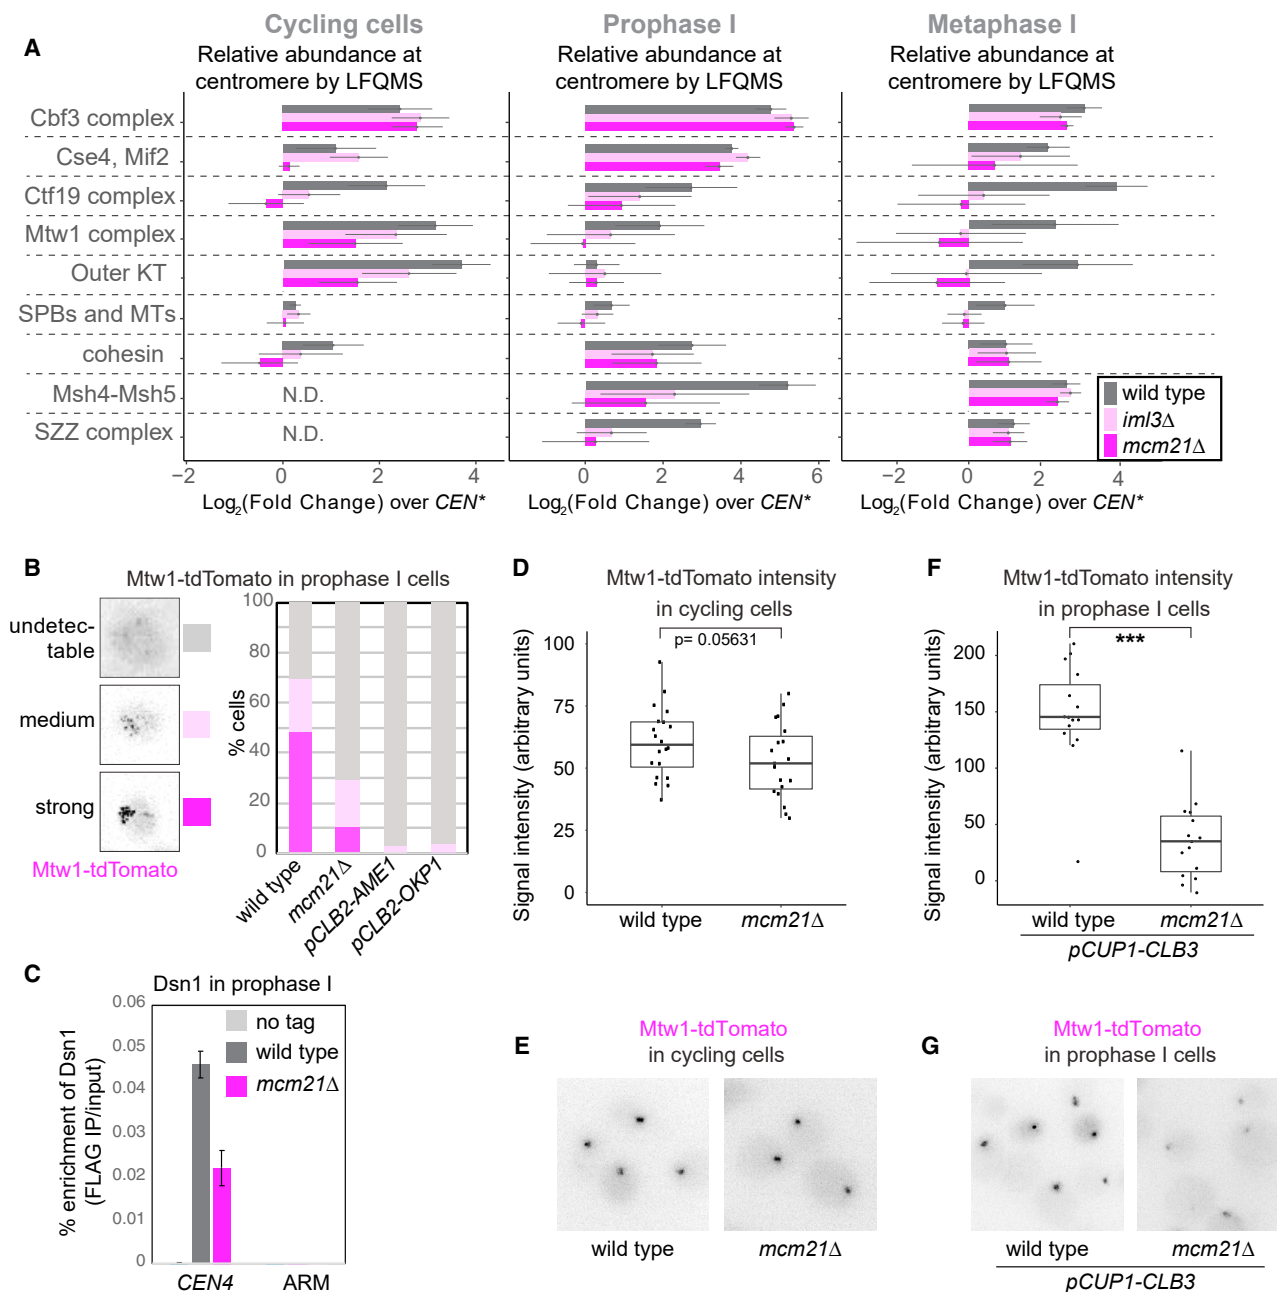 A
Cycling cells
Relative abundance at
centromere by LFQMS
Prophase I
Relative abundance at
centromere by LFQMS
Metaphase I
Relative abundance at
centromere by LFQMS
Cbf3 complex
Cse4, Mif2
Ctf19 complex
Mtw1 complex
Outer KT
SPBs and MTs
cohesin
Msh4-Msh5
N.D.
SZZ complex
N.D.
wild type
iml3Δ
mcm21Δ
−2 0 2 4
0 2 4 6
−2 0 2 4
Log2(Fold Change) over CEN*
Log2(Fold Change) over CEN*
Log2(Fold Change) over CEN*
B
Mtw1-tdTomato in prophase I cells
undetec-
table
medium
strong
Mtw1-tdTomato
% cells
100
80
60
40
20
0
wild type
mcm21Δ
pCLB2-AME1
pCLB2-OKP1
C
Dsn1 in prophase I
% enrichment of Dsn1
(FLAG IP/input)
0.06
0.05
0.04
0.03
0.02
0.01
0
no tag
wild type
mcm21Δ
CEN4
ARM
D
Mtw1-tdTomato intensity
in cycling cells
p= 0.05631
Signal intensity (arbitrary units)
100
75
50
25
0
wild type
mcm21Δ
E
Mtw1-tdTomato
in cycling cells
wild type
mcm21Δ
F
Mtw1-tdTomato intensity
in prophase I cells
***
Signal intensity (arbitrary units)
200
150
100
50
0
wild type
mcm21Δ
pCUP1-CLB3
G
Mtw1-tdTomato
in prophase I cells
wild type
mcm21Δ
pCUP1-CLB3